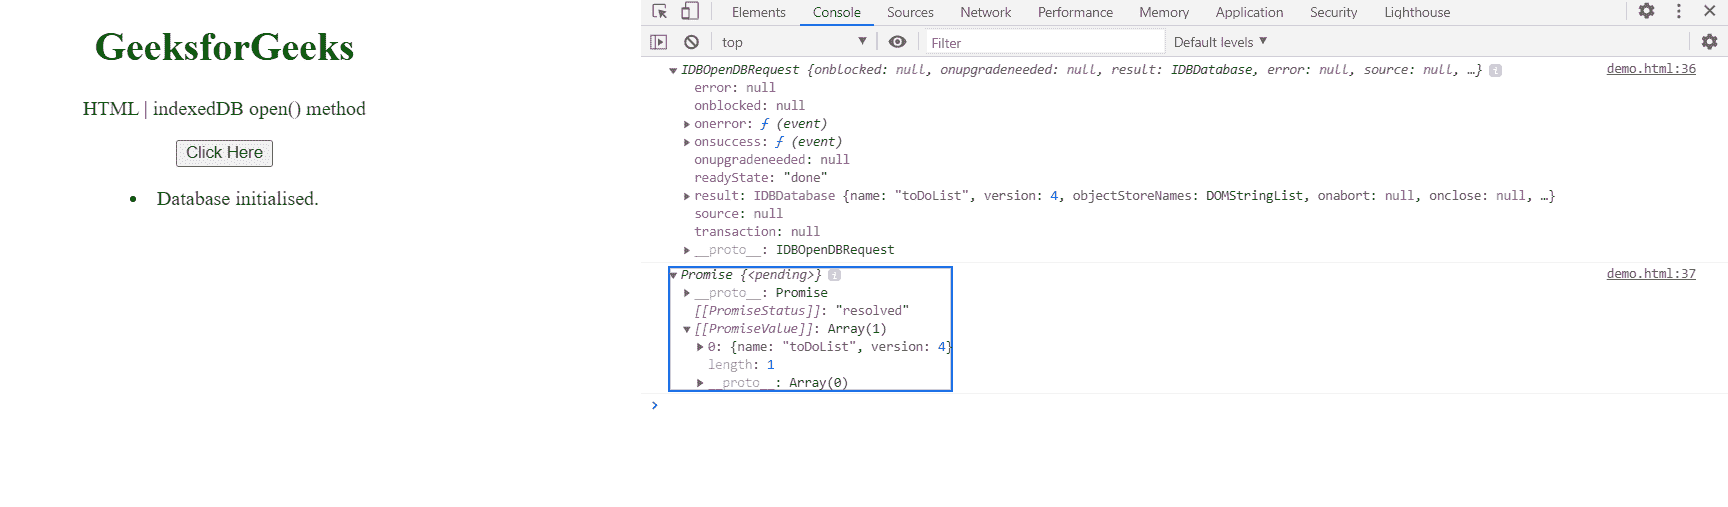 GeeksforGeeks
HTML | indexedDB open() method
Click Here
• Database initialised.
Elements Console Sources Network Performance Memory Application Security Lighthouse
top Filter Default levels
IDBOpenDBRequest {onblocked: null, onupgradeneeded: null, result: IDBDatabase, error: null, source: null, …} i demo.html:36
error: null
onblocked: null
onerror: ƒ (event)
onsuccess: ƒ (event)
onupgradeneeded: null
readyState: "done"
result: IDBDatabase {name: "toDoList", version: 4, objectStoreNames: DOMStringList, onabort: null, onclose: null, …}
source: null
transaction: null
__proto__: IDBOpenDBRequest
Promise {<pending>} i demo.html:37
__proto__: Promise
[[PromiseStatus]]: "resolved"
[[PromiseValue]]: Array(1)
0: {name: "toDoList", version: 4}
length: 1
__proto__: Array(0)